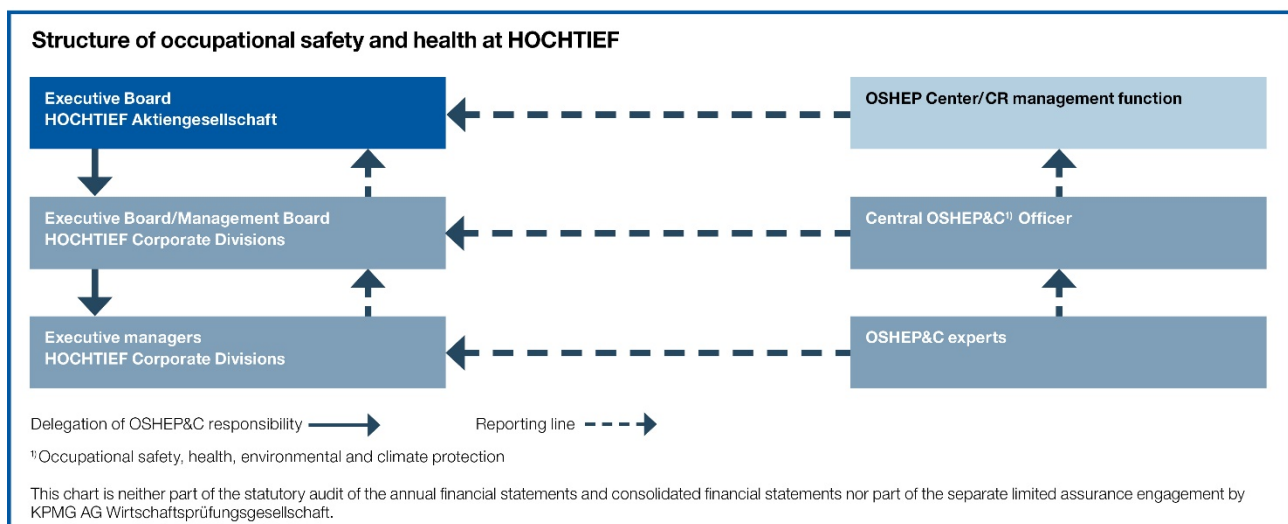 Structure of occupational safety and health at HOCHTIEF
Executive Board
HOCHTIEF Aktiengesellschaft
OSHEP Center/CR management function
Executive Board/Management Board
HOCHTIEF Corporate Divisions
Central OSHEP&C¹⁾ Officer
Executive managers
HOCHTIEF Corporate Divisions
OSHEP&C experts
Delegation of OSHEP&C responsibility
Reporting line
¹⁾ Occupational safety, health, environmental and climate protection
This chart is neither part of the statutory audit of the annual financial statements and consolidated financial statements nor part of the separate limited assurance engagement by
KPMG AG Wirtschaftsprüfungsgesellschaft.